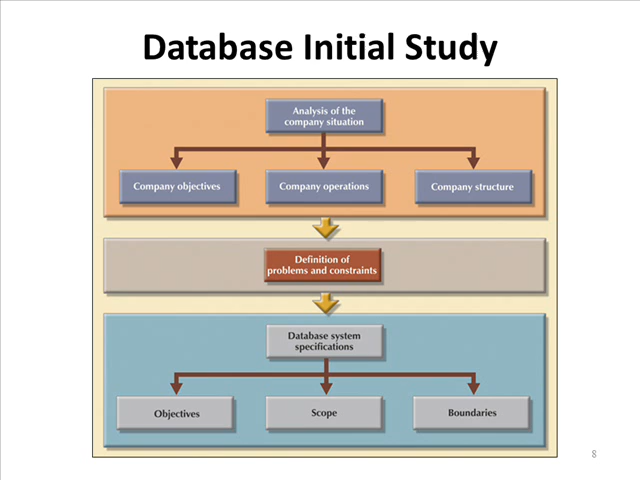 Database Initial Study
Analysis of the
company situation
Company objectives
Company operations
Company structure
Definition of
problems and constraints
Database system
specifications
Objectives
Scope
Boundaries
8